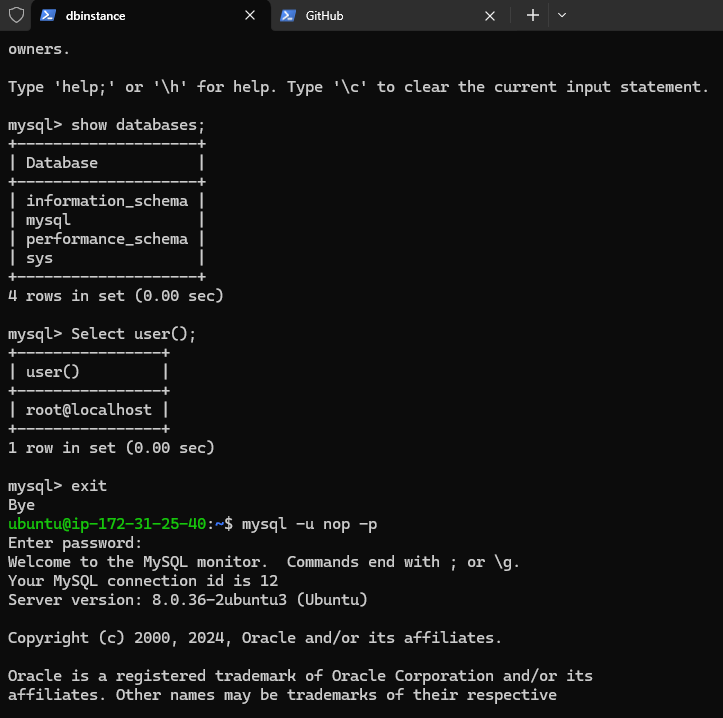 dbinstance
GitHub
owners.
Type 'help;' or '\h' for help. Type '\c' to clear the current input statement.
mysql> show databases;
+--------------------+
| Database           |
+--------------------+
| information_schema |
| mysql              |
| performance_schema |
| sys                |
+--------------------+
4 rows in set (0.00 sec)
mysql> Select user();
+----------------+
| user()         |
+----------------+
| root@localhost |
+----------------+
1 row in set (0.00 sec)
mysql> exit
Bye
ubuntu@ip-172-31-25-40:~$ mysql -u nop -p
Enter password:
Welcome to the MySQL monitor.  Commands end with ; or \g.
Your MySQL connection id is 12
Server version: 8.0.36-2ubuntu3 (Ubuntu)
Copyright (c) 2000, 2024, Oracle and/or its affiliates.
Oracle is a registered trademark of Oracle Corporation and/or its
affiliates. Other names may be trademarks of their respective